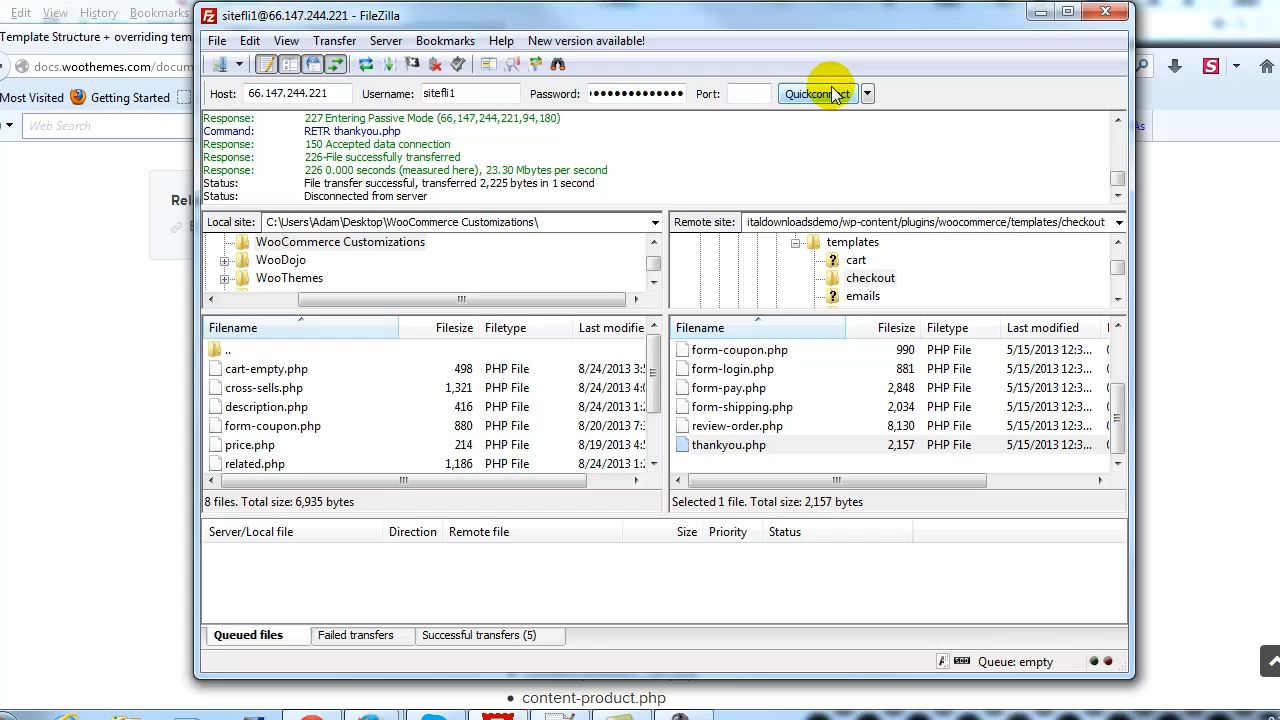 Edit View History Bookmarks
sitefli1@66.147.244.221 - FileZilla
Template Structure + overriding tem
File Edit View Transfer Server Bookmarks Help New version available!
docs.woothemes.com/docum
Most Visited Getting Started
Host: 66.147.244.221 Username: sitefli1 Password: •••••••••••••• Port: Quickconnect
Web Search
As
Response: 227 Entering Passive Mode (66,147,244,221,94,180)
Command: RETR thankyou.php
Response: 150 Accepted data connection
Response: 226-File successfully transferred
Response: 226 0.000 seconds (measured here), 23.30 Mbytes per second
Status: File transfer successful, transferred 2,225 bytes in 1 second
Status: Disconnected from server
Rel
Local site: C:\Users\Adam\Desktop\WooCommerce Customizations\
WooCommerce Customizations
WooDojo
WooThemes
Remote site: italdownloadsdemo/wp-content/plugins/woocommerce/templates/checkout
templates
cart
checkout
emails
Filename Filesize Filetype Last modifie
..
cart-empty.php 498 PHP File 8/24/2013 3:5
cross-sells.php 1,321 PHP File 8/24/2013 4:0
description.php 416 PHP File 8/24/2013 1:2
form-coupon.php 880 PHP File 8/20/2013 7:
price.php 214 PHP File 8/19/2013 4:5
related.php 1,186 PHP File 8/24/2013 1:
8 files. Total size: 6,935 bytes
Filename Filesize Filetype Last modified
form-coupon.php 990 PHP File 5/15/2013 12:3...
form-login.php 881 PHP File 5/15/2013 12:3...
form-pay.php 2,848 PHP File 5/15/2013 12:3...
form-shipping.php 2,034 PHP File 5/15/2013 12:3...
review-order.php 8,130 PHP File 5/15/2013 12:3...
thankyou.php 2,157 PHP File 5/15/2013 12:3...
Selected 1 file. Total size: 2,157 bytes
Server/Local file Direction Remote file Size Priority Status
Queued files Failed transfers Successful transfers (5)
Queue: empty
• content-product.php